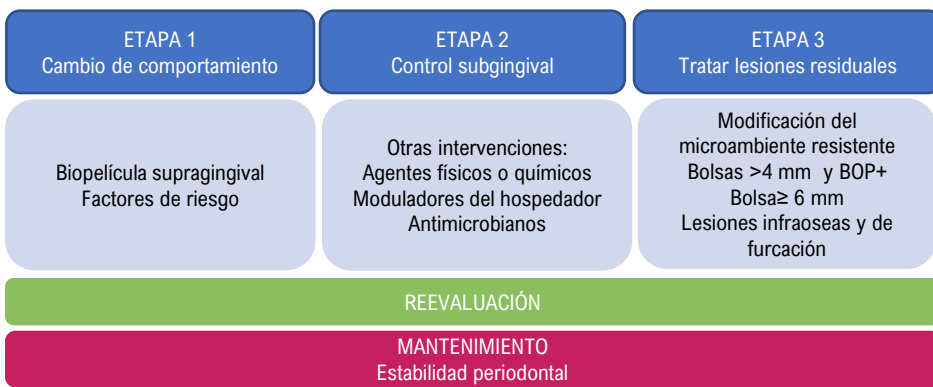 ETAPA 1
Cambio de comportamiento
ETAPA 2
Control subgingival
ETAPA 3
Tratar lesiones residuales
Biopelícula supragingival
Factores de riesgo
Otras intervenciones:
Agentes físicos o químicos
Moduladores del hospedador
Antimicrobianos
Modificación del
microambiente resistente
Bolsas >4 mm y BOP+
Bolsa≥ 6 mm
Lesiones infraoseas y de
furcación
REEVALUACIÓN
MANTENIMIENTO
Estabilidad periodontal